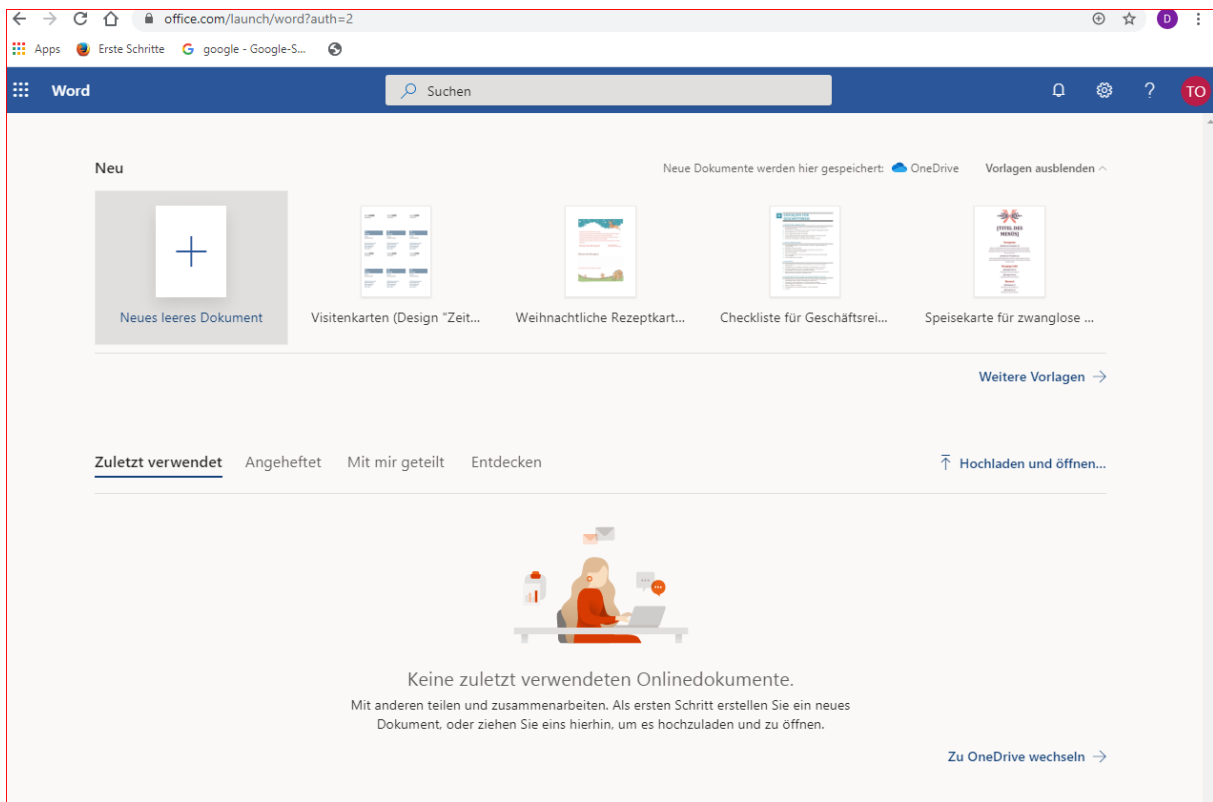 office.com/launch/word?auth=2
D
Apps Erste Schritte G google - Google-S...
Word Suchen ? TO
Neu Neue Dokumente werden hier gespeichert: OneDrive Vorlagen ausblenden
[TITEL DES
MENÜS]
Neues leeres Dokument Visitenkarten (Design "Zeit... Weihnachtliche Rezeptkart... Checkliste für Geschäftsrei... Speisekarte für zwanglose ...
Weitere Vorlagen →
Zuletzt verwendet Angeheftet Mit mir geteilt Entdecken Hochladen und öffnen...
Keine zuletzt verwendeten Onlinedokumente.
Mit anderen teilen und zusammenarbeiten. Als ersten Schritt erstellen Sie ein neues
Dokument, oder ziehen Sie eins hierhin, um es hochzuladen und zu öffnen.
Zu OneDrive wechseln →